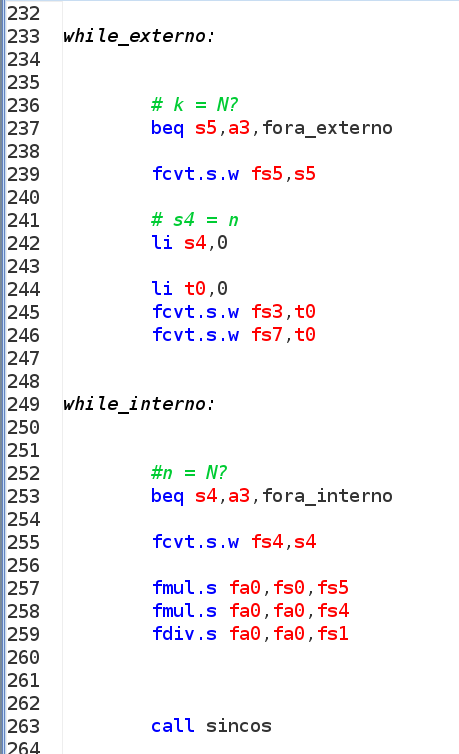 232
233 while_externo:
234
235
236 # k = N?
237 beq s5,a3,fora_externo
238
239 fcvt.s.w fs5,s5
240
241 # s4 = n
242 li s4,0
243
244 li t0,0
245 fcvt.s.w fs3,t0
246 fcvt.s.w fs7,t0
247
248
249 while_interno:
250
251
252 #n = N?
253 beq s4,a3,fora_interno
254
255 fcvt.s.w fs4,s4
256
257 fmul.s fa0,fs0,fs5
258 fmul.s fa0,fa0,fs4
259 fdiv.s fa0,fa0,fs1
260
261
262
263 call sincos
264